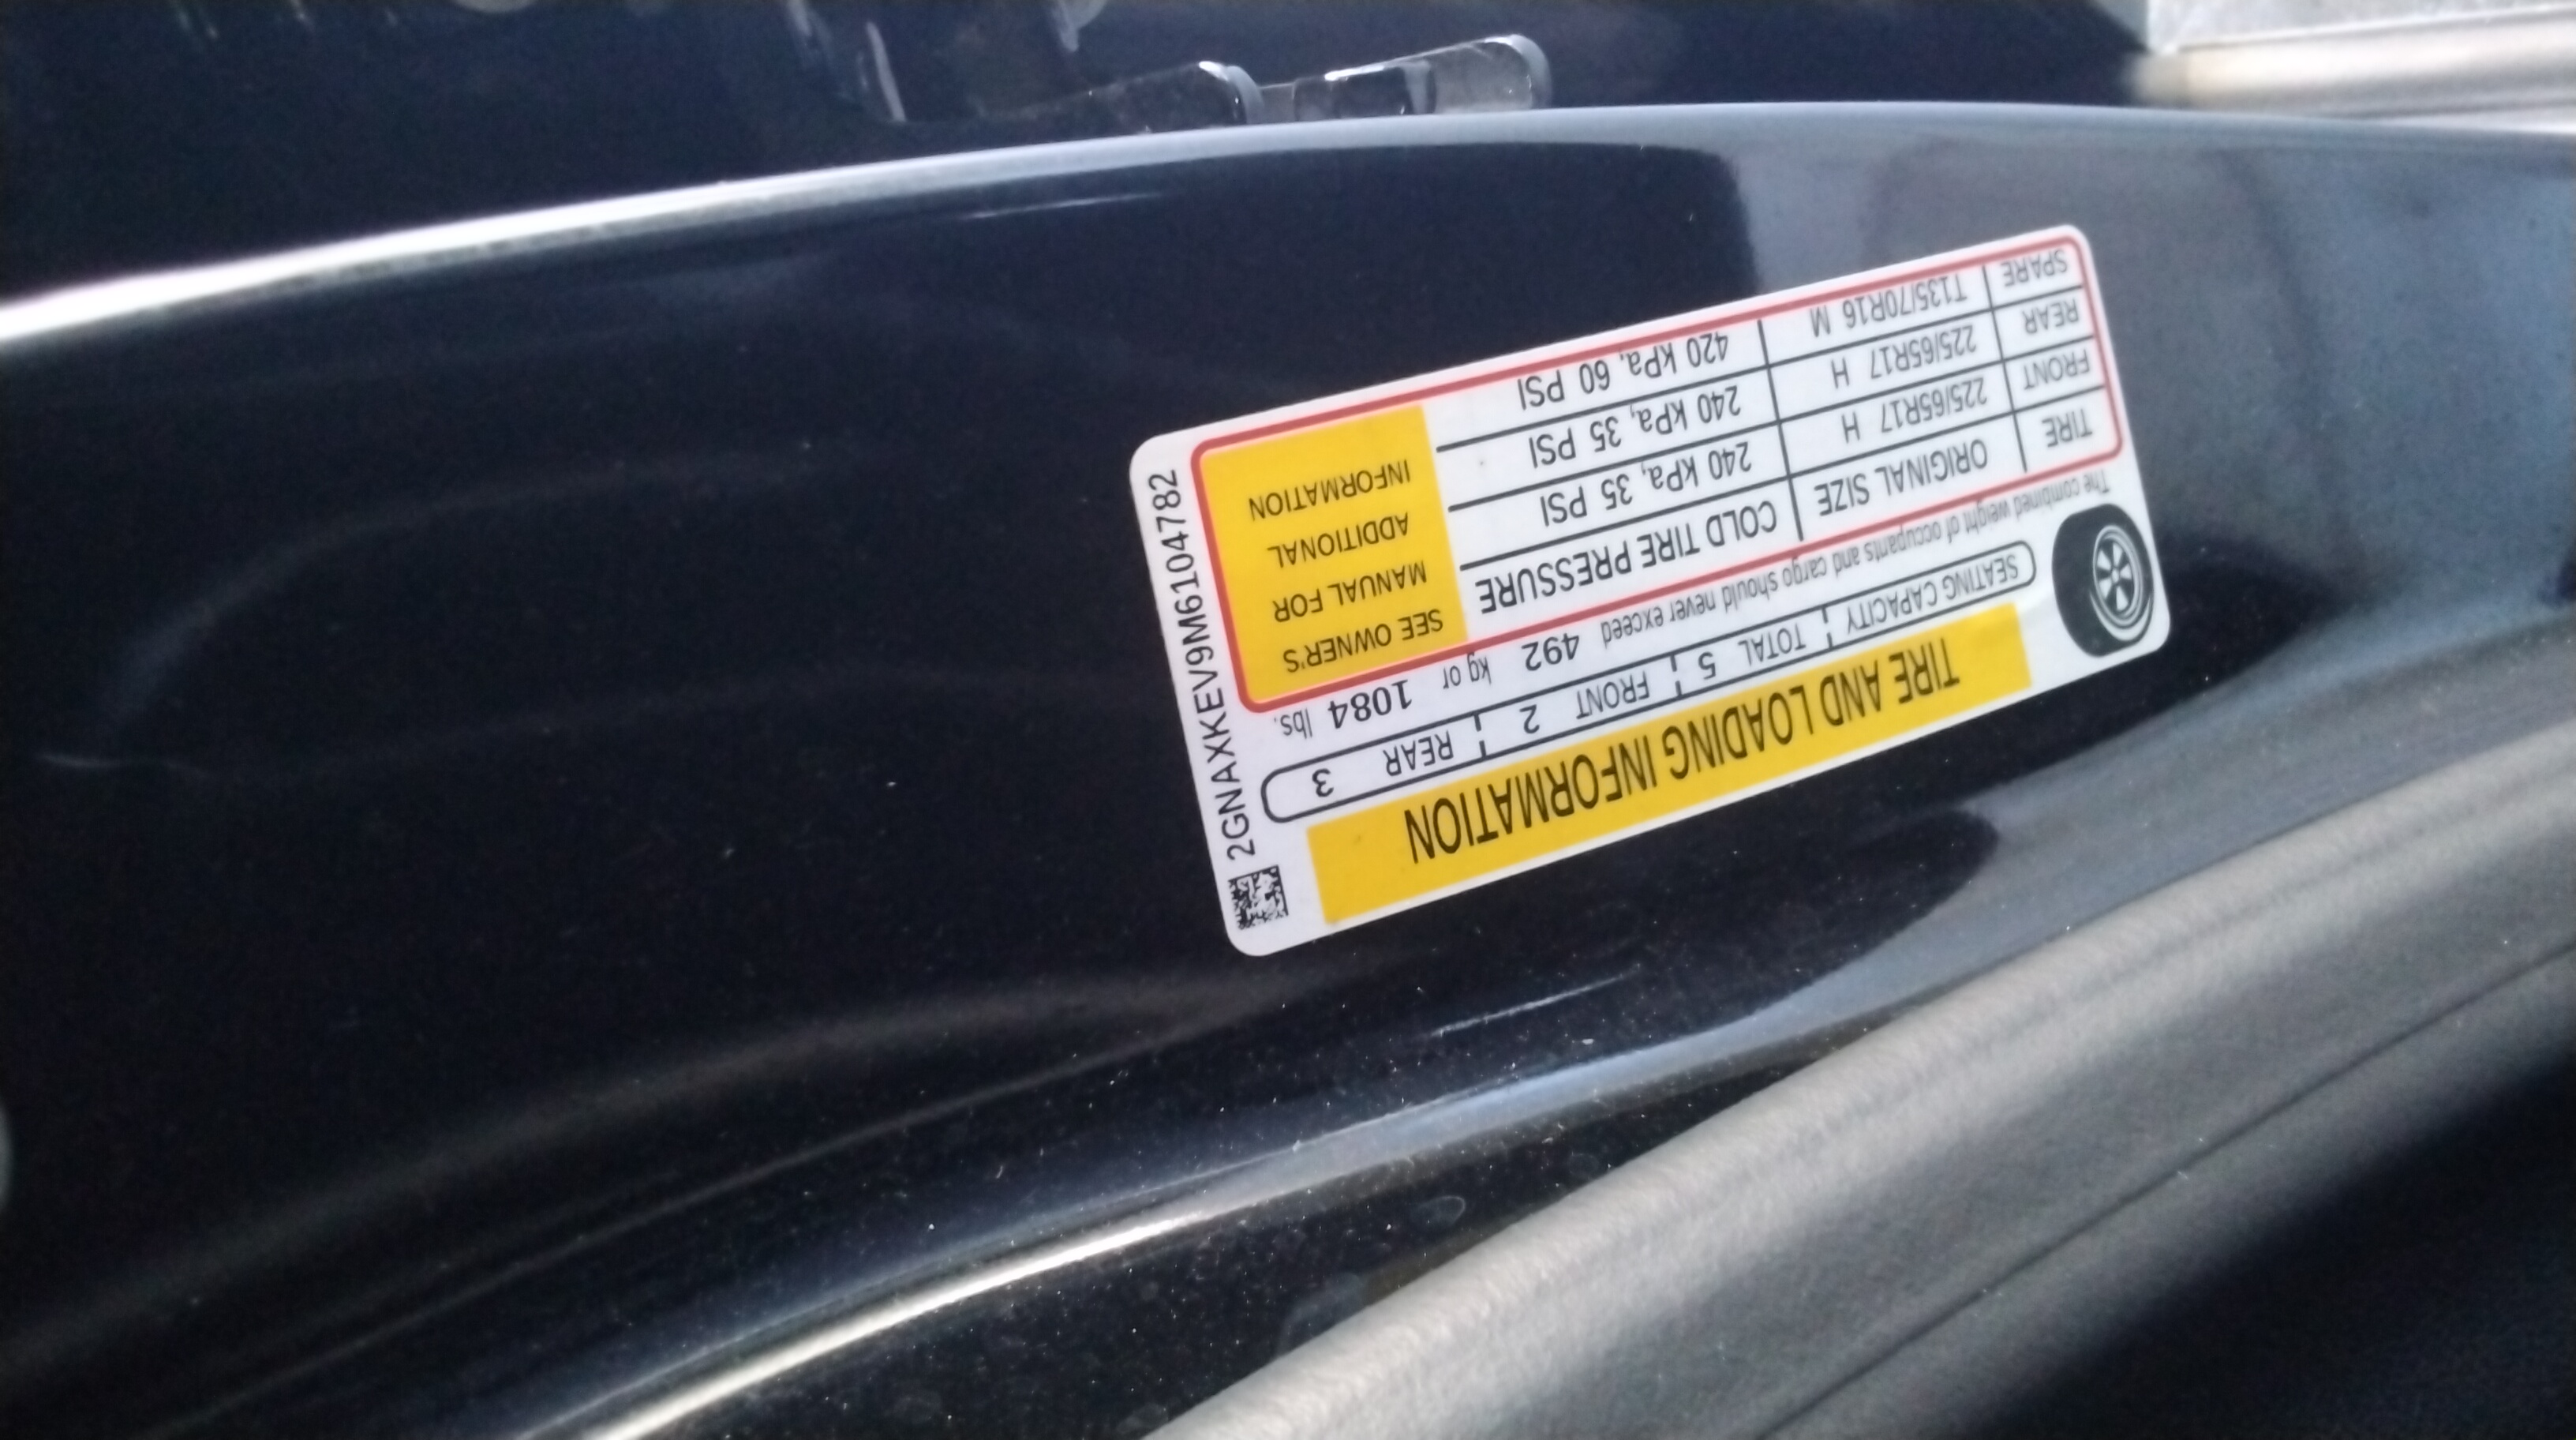 TIRE AND LOADING INFORMATION
SEATING CAPACITY TOTAL 5 FRONT 2 REAR 3
The combined weight of occupants and cargo should never exceed 492 kg or 1084 lbs.
TIRE ORIGINAL SIZE COLD TIRE PRESSURE
FRONT 225/65R17 H 240 kPa, 35 PSI
REAR 225/65R17 H 240 kPa, 35 PSI
SPARE T135/70R16 M 420 kPa, 60 PSI
SEE OWNER'S
MANUAL FOR
ADDITIONAL
INFORMATION
2GNAXKEV9M6104782